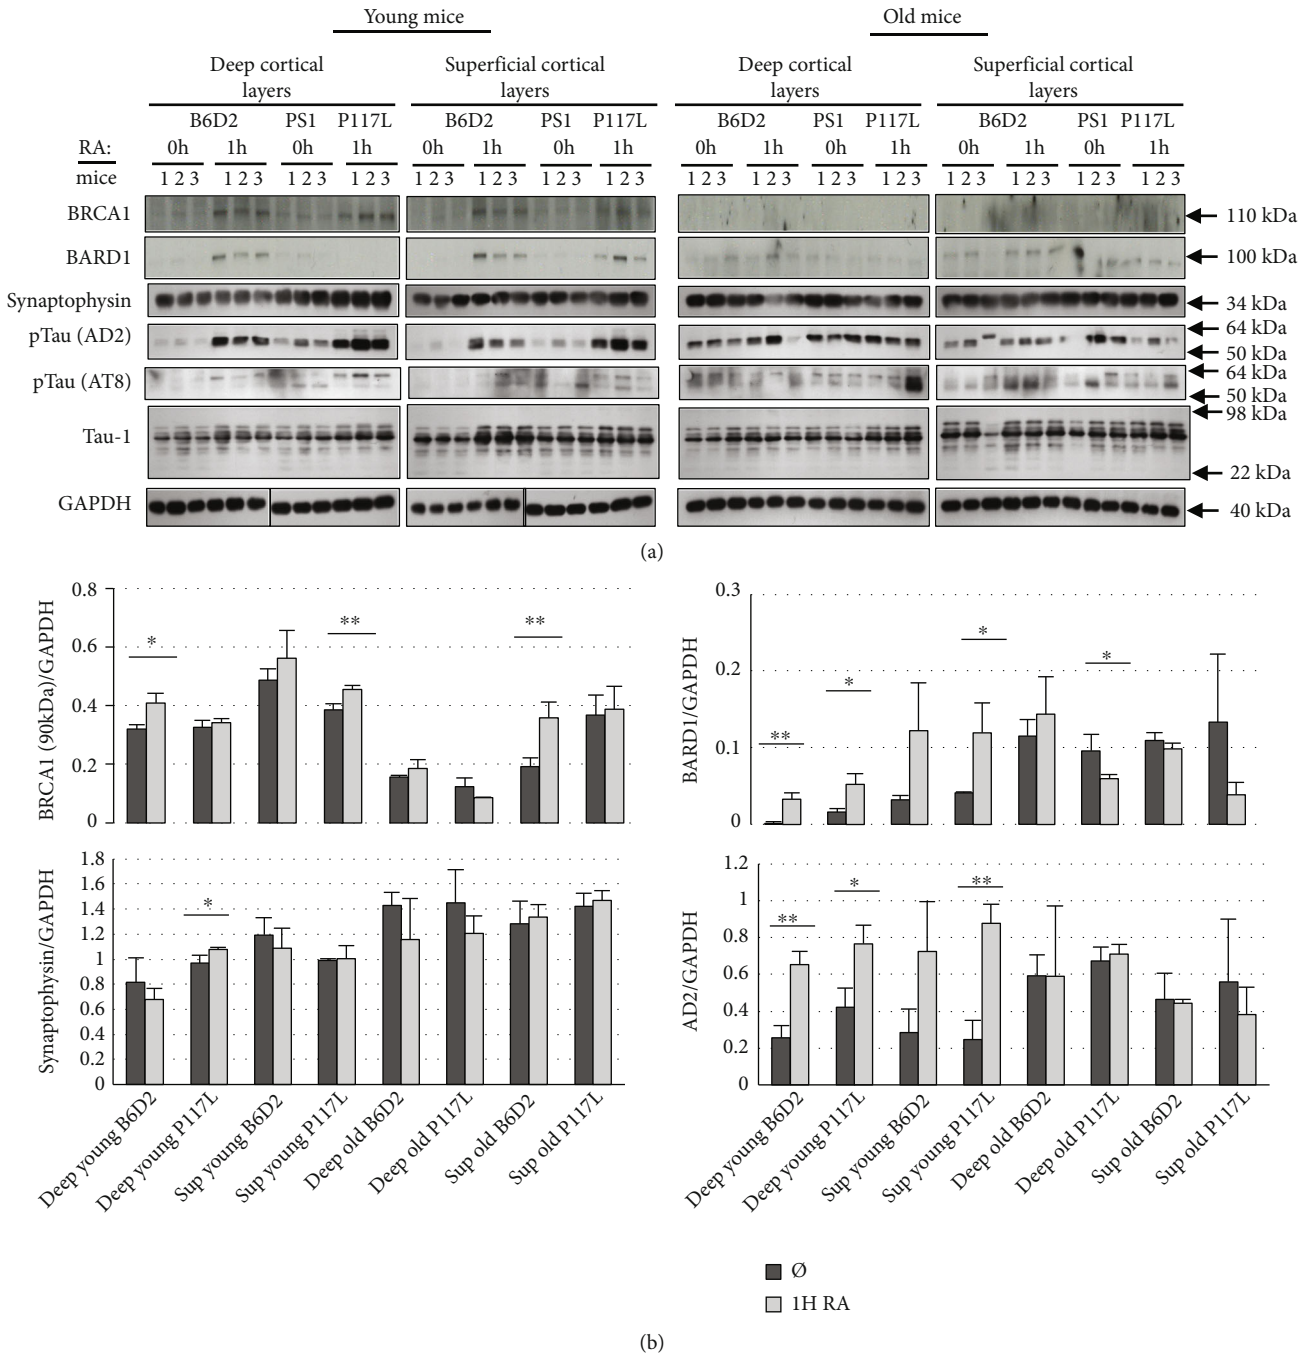 Young mice Old mice
Deep cortical layers Superficial cortical layers Deep cortical layers Superficial cortical layers
B6D2 PS1 P117L B6D2 PS1 P117L B6D2 PS1 P117L B6D2 PS1 P117L
RA: 0h 1h 0h 1h 0h 1h 0h 1h 0h 1h 0h 1h 0h 1h 0h 1h
mice 1 2 3 1 2 3 1 2 3 1 2 3 1 2 3 1 2 3 1 2 3 1 2 3 1 2 3 1 2 3 1 2 3 1 2 3 1 2 3 1 2 3 1 2 3 1 2 3
BRCA1 110 kDa
BARD1 100 kDa
Synaptophysin 34 kDa
pTau (AD2) 64 kDa
50 kDa
pTau (AT8) 64 kDa
50 kDa
98 kDa
Tau-1
22 kDa
GAPDH 40 kDa
(a)
BRCA1 (90kDa)/GAPDH
0.8
0.6
0.4
0.2
0
* ** **
BARD1/GAPDH
0.3
0.2
0.1
0
** * * *
Synaptophysin/GAPDH
1.8
1.6
1.4
1.2
1
0.8
0.6
0.4
0.2
0
*
Deep young B6D2
Deep young P117L
Sup young B6D2
Sup young P117L
Deep old B6D2
Deep old P117L
Sup old B6D2
Sup old P117L
AD2/GAPDH
1.2
1
0.8
0.6
0.4
0.2
0
** * **
Deep young B6D2
Deep young P117L
Sup young B6D2
Sup young P117L
Deep old B6D2
Deep old P117L
Sup old B6D2
Sup old P117L
Ø
1H RA
(b)